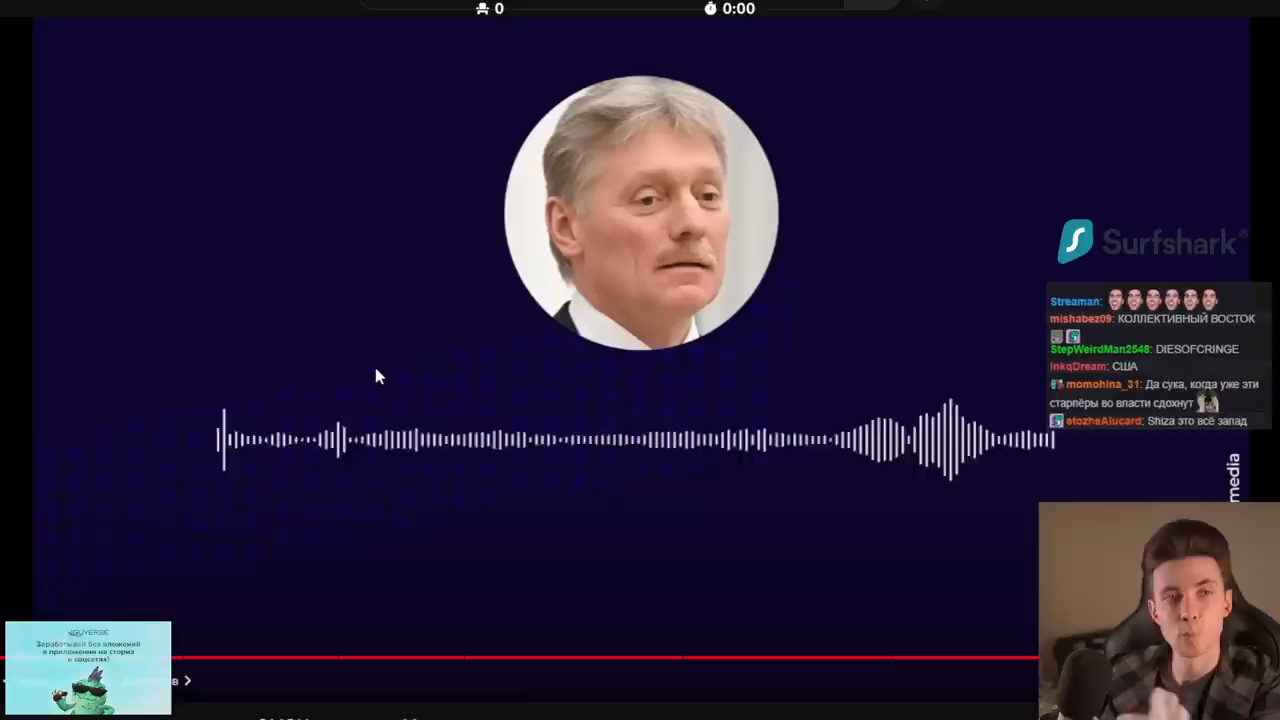 0
0:00
Surfshark®
Streaman:
mishabez09: КОЛЛЕКТИВНЫЙ ВОСТОК
StepWeirdMan2548: DIESOFCRINGE
InkqDream: США
momohina_31: Да сука, когда уже эти
старпёры во власти сдохнут
etozheAlucard: Shiza это всё запад
media
Зарабатывай без вложений
в приложении на сториз
в соцсетях!